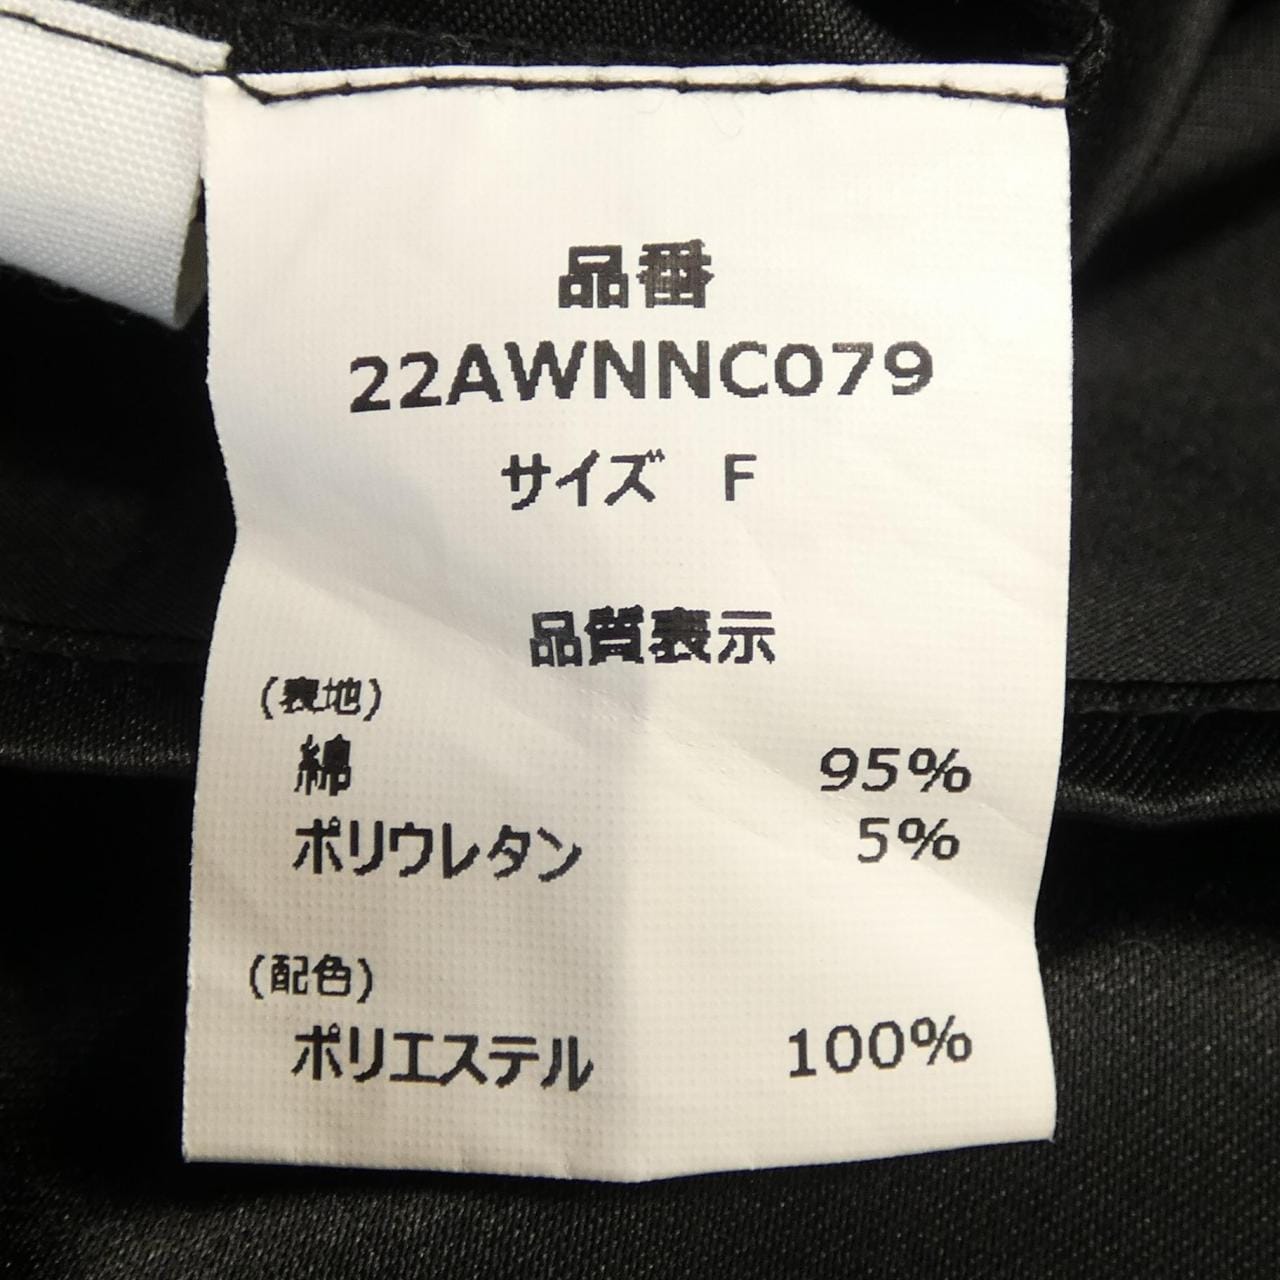 品番
22AWNNC079
サイズ F
品質表示
(表地)
綿 95%
ポリウレタン 5%
(配色)
ポリエステル 100%